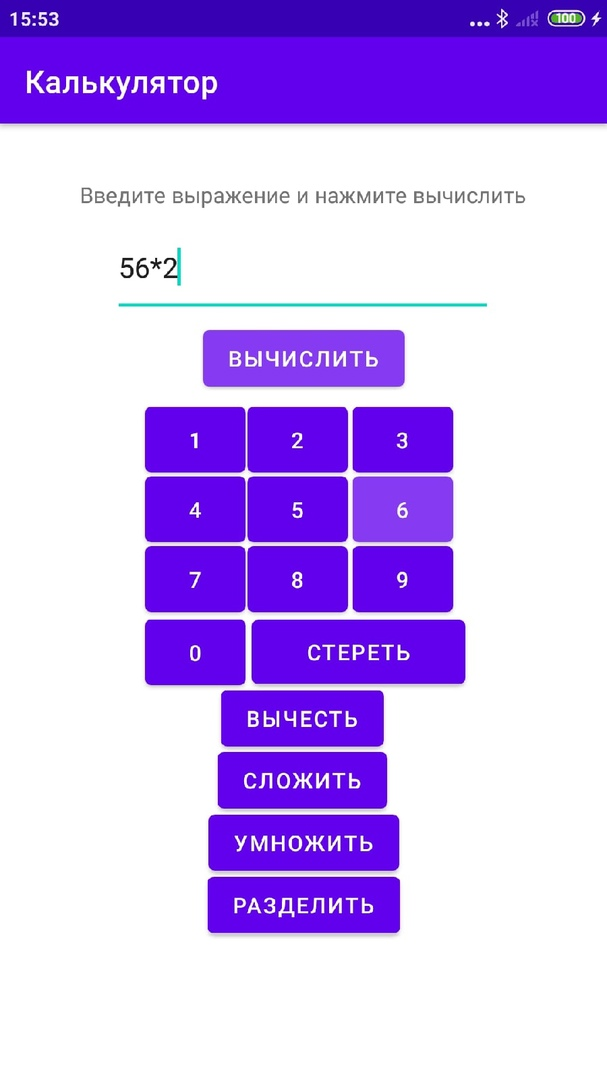 15:53 100
Калькулятор
Введите выражение и нажмите вычислить
56*2
ВЫЧИСЛИТЬ
1 2 3
4 5 6
7 8 9
0 СТЕРЕТЬ
ВЫЧЕСТЬ
СЛОЖИТЬ
УМНОЖИТЬ
РАЗДЕЛИТЬ